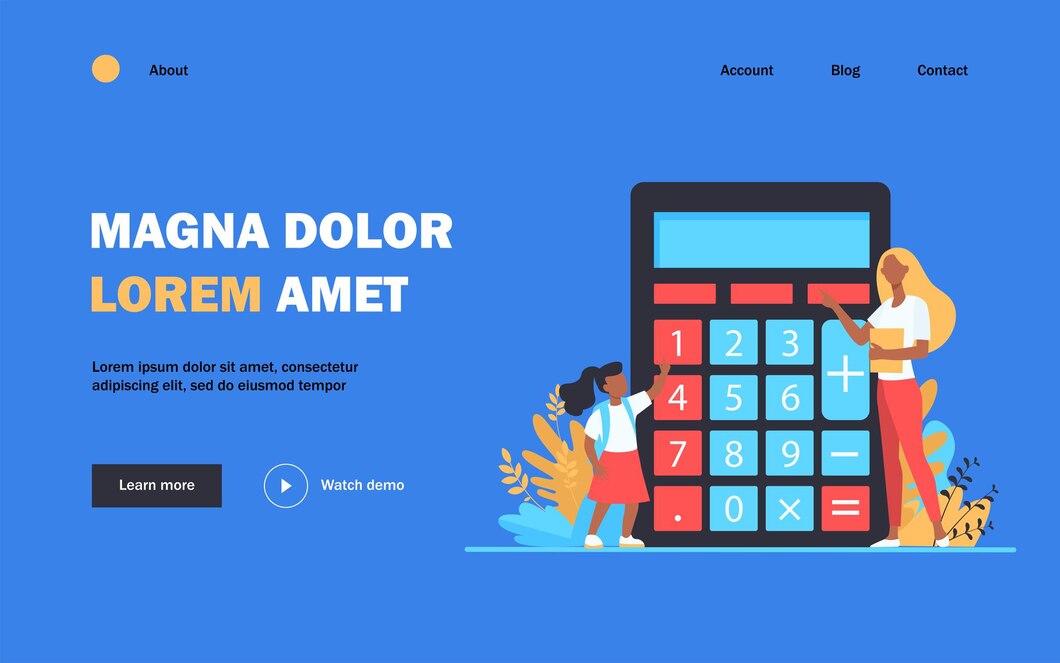 About
Account
Blog
Contact
MAGNA DOLOR
LOREM AMET
Lorem ipsum dolor sit amet, consectetur
adipiscing elit, sed do eiusmod tempor
Learn more
Watch demo
1 2 3 +
4 5 6
7 8 9 −
. 0 × =